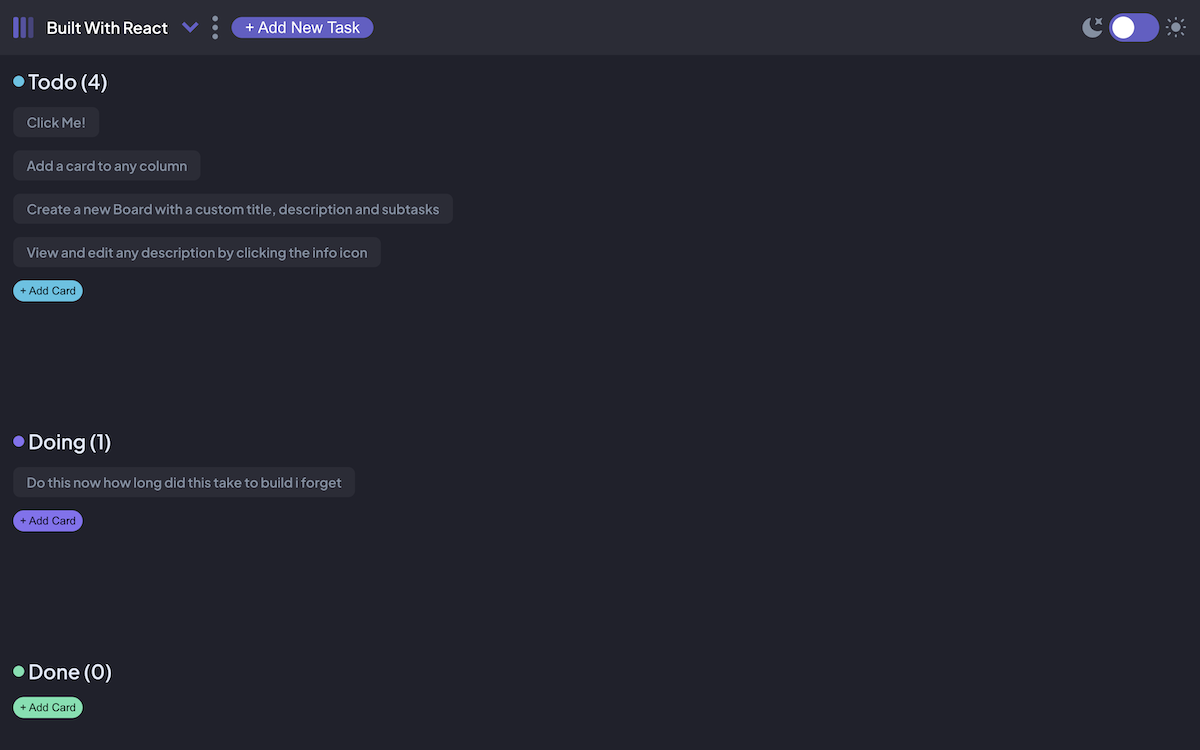 Built With React
+ Add New Task
Todo (4)
Click Me!
Add a card to any column
Create a new Board with a custom title, description and subtasks
View and edit any description by clicking the info icon
+ Add Card
Doing (1)
Do this now how long did this take to build i forget
+ Add Card
Done (0)
+ Add Card